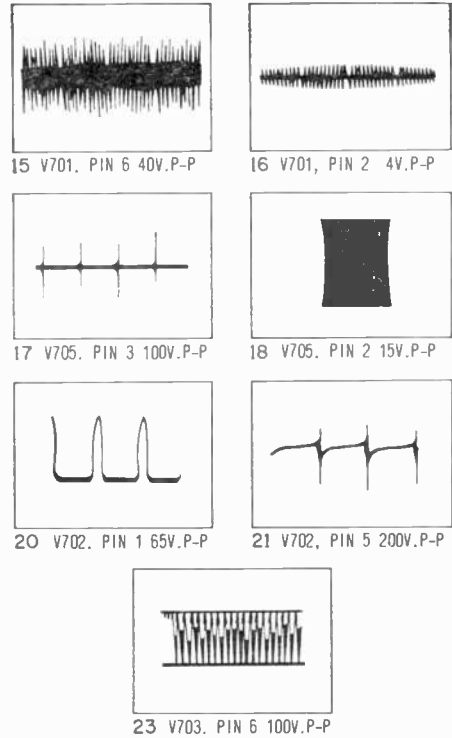 15 V701. PIN 6 40V.P-P
16 V701, PIN 2 4V.P-P
17 V705. PIN 3 100V.P-P
18 V705. PIN 2 15V.P-P
20 V702. PIN 1 65V.P-P
21 V702, PIN 5 200V.P-P
23 V703. PIN 6 100V.P-P